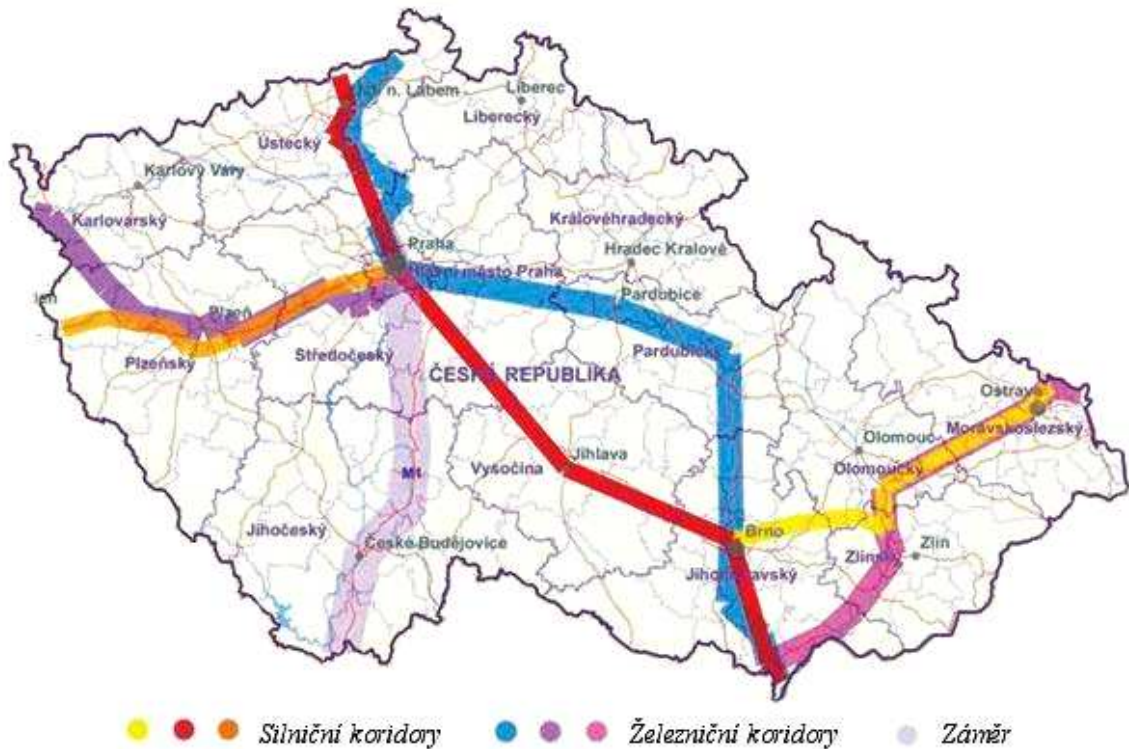 n. Labem
Liberec
Liberecký
Ústecký
Karlovy Vary
Karlovarský
Královéhradecký
Praha
Hradec Kralové
Hlavní město Praha
Pardubice
Plzeň
Plzeňský
Středočeský
Pardubický
ČESKÁ REPUBLIKA
Ostrava
Moravskoslezský
Olomouc
Olomoucký
Jihlava
Vysočina
M1
Jihočeský
České Budějovice
Brno
Jihomoravský
Zlín
Zlínský
Silniční koridory
Železniční koridory
Záměr